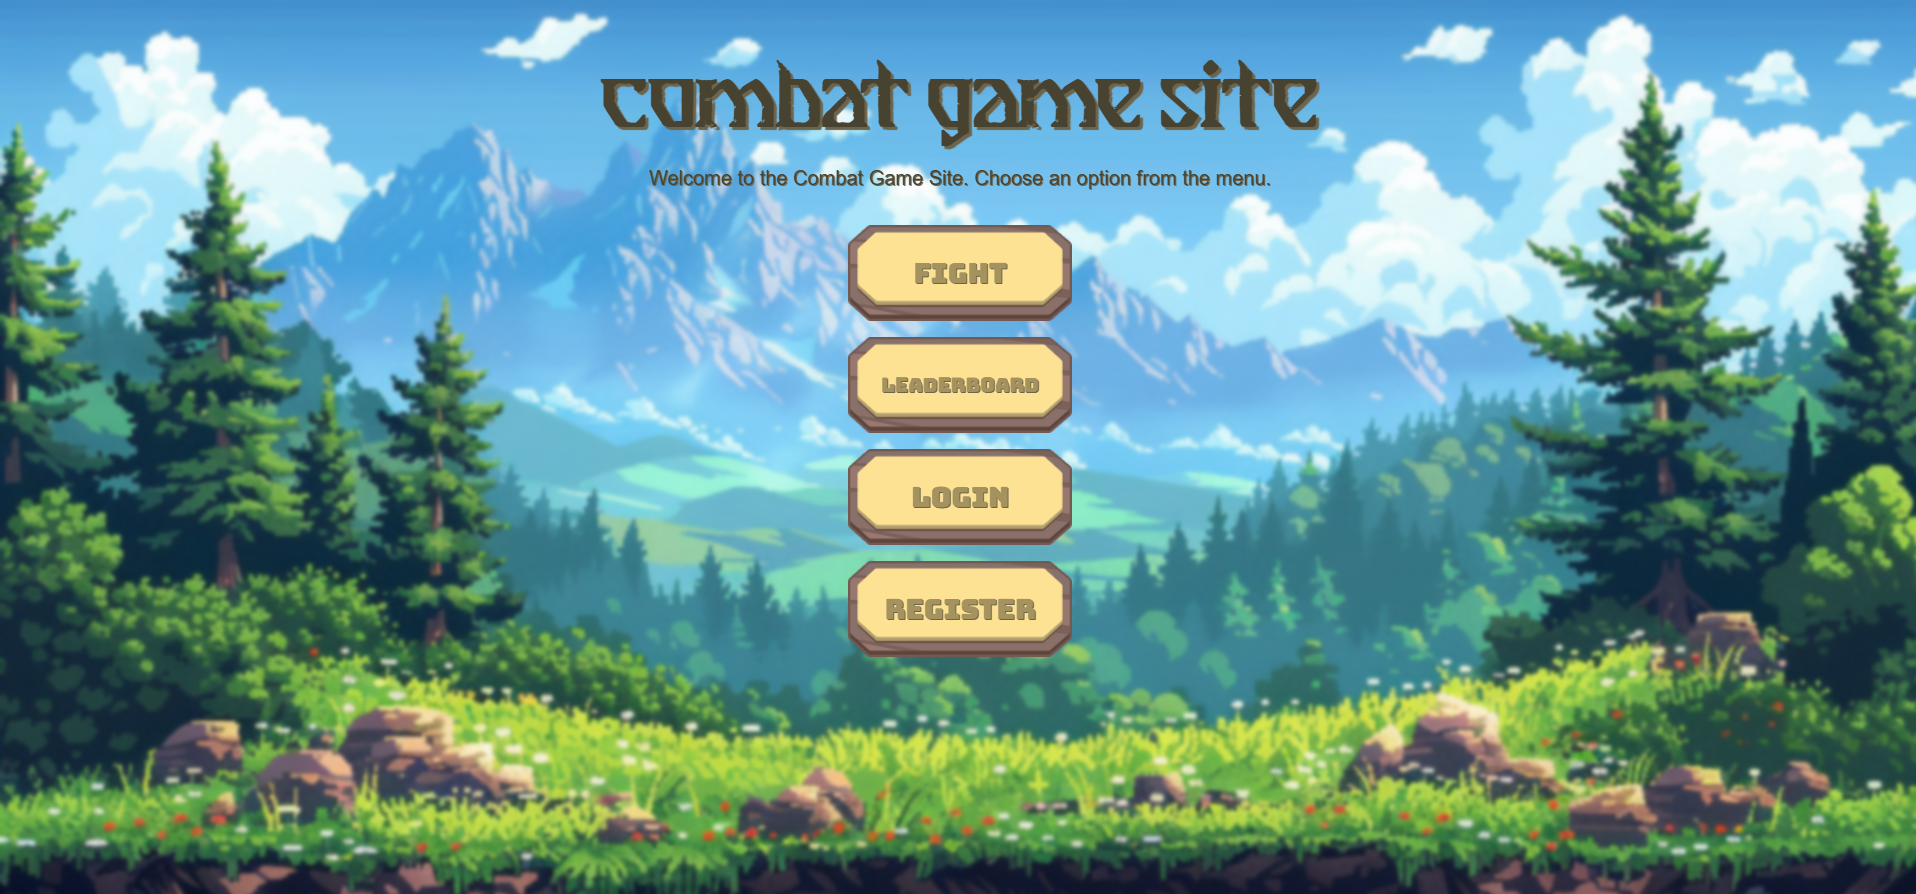 combat game site
Welcome to the Combat Game Site. Choose an option from the menu.
FIGHT
LEADERBOARD
LOGIN
REGISTER